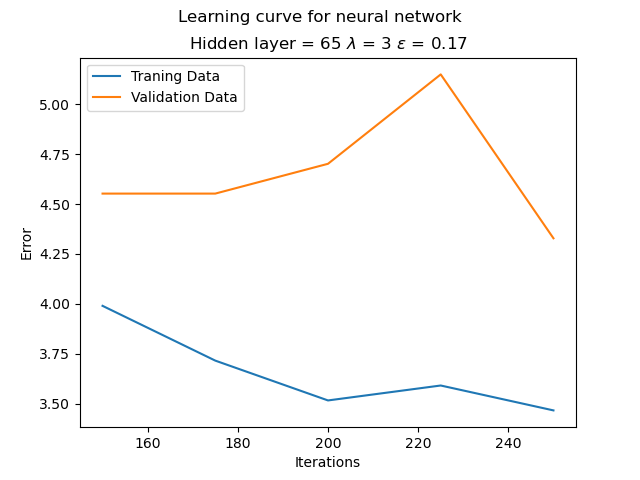 Learning curve for neural network
Hidden layer = 65 λ = 3 ε = 0.17
Traning Data
Validation Data
5.00
4.75
4.50
4.25
4.00
3.75
3.50
Error
160 180 200 220 240
Iterations